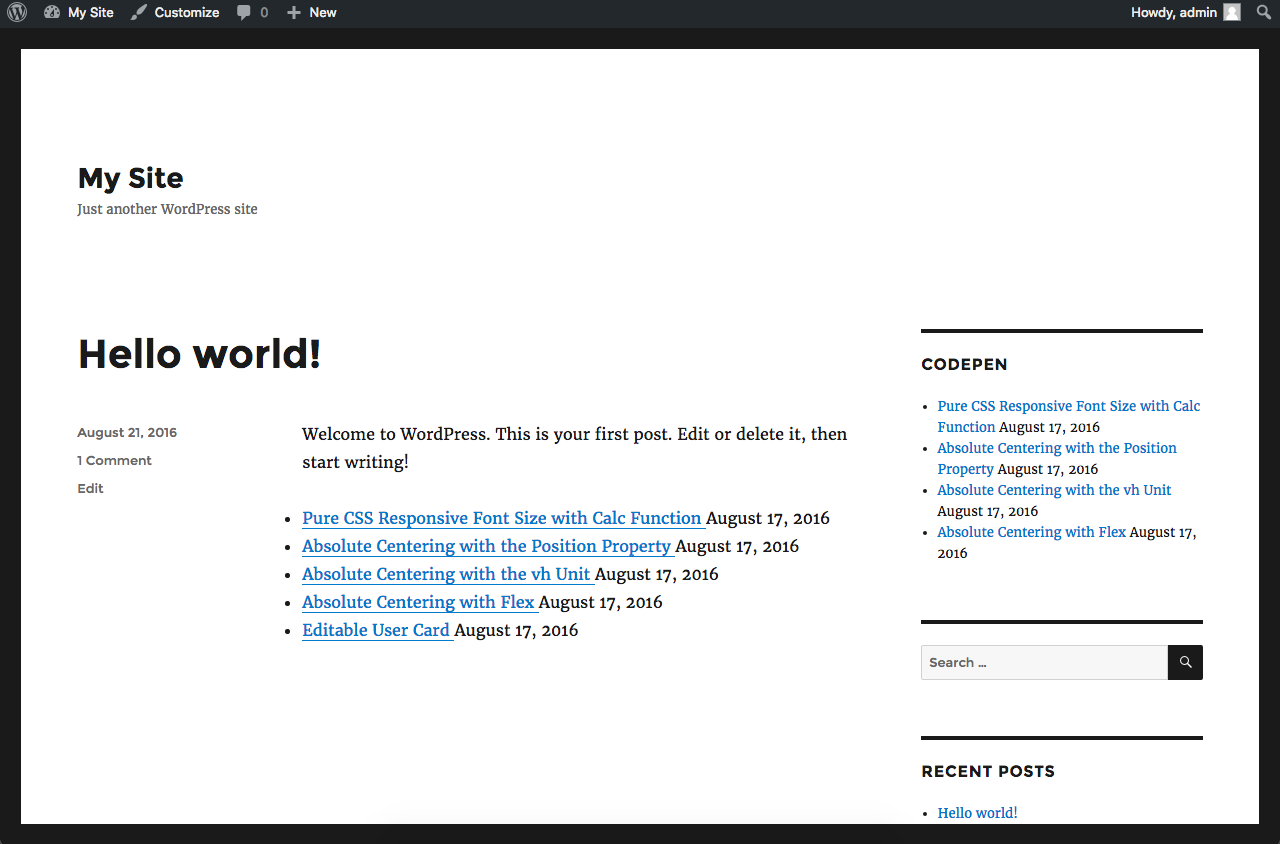 My Site Customize 0 New Howdy, admin
My Site
Just another WordPress site
Hello world!
August 21, 2016
1 Comment
Edit
Welcome to WordPress. This is your first post. Edit or delete it, then
start writing!
Pure CSS Responsive Font Size with Calc Function August 17, 2016
Absolute Centering with the Position Property August 17, 2016
Absolute Centering with the vh Unit August 17, 2016
Absolute Centering with Flex August 17, 2016
Editable User Card August 17, 2016
CODEPEN
Pure CSS Responsive Font Size with Calc
Function August 17, 2016
Absolute Centering with the Position
Property August 17, 2016
Absolute Centering with the vh Unit
August 17, 2016
Absolute Centering with Flex August 17,
2016
Search …
RECENT POSTS
Hello world!